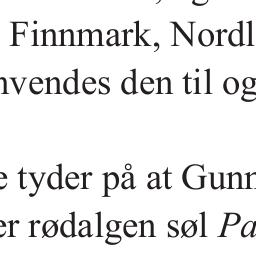 Finnmark, Nordl
nvendes den til og
e tyder på at Gunn
er rødalgen søl Pa